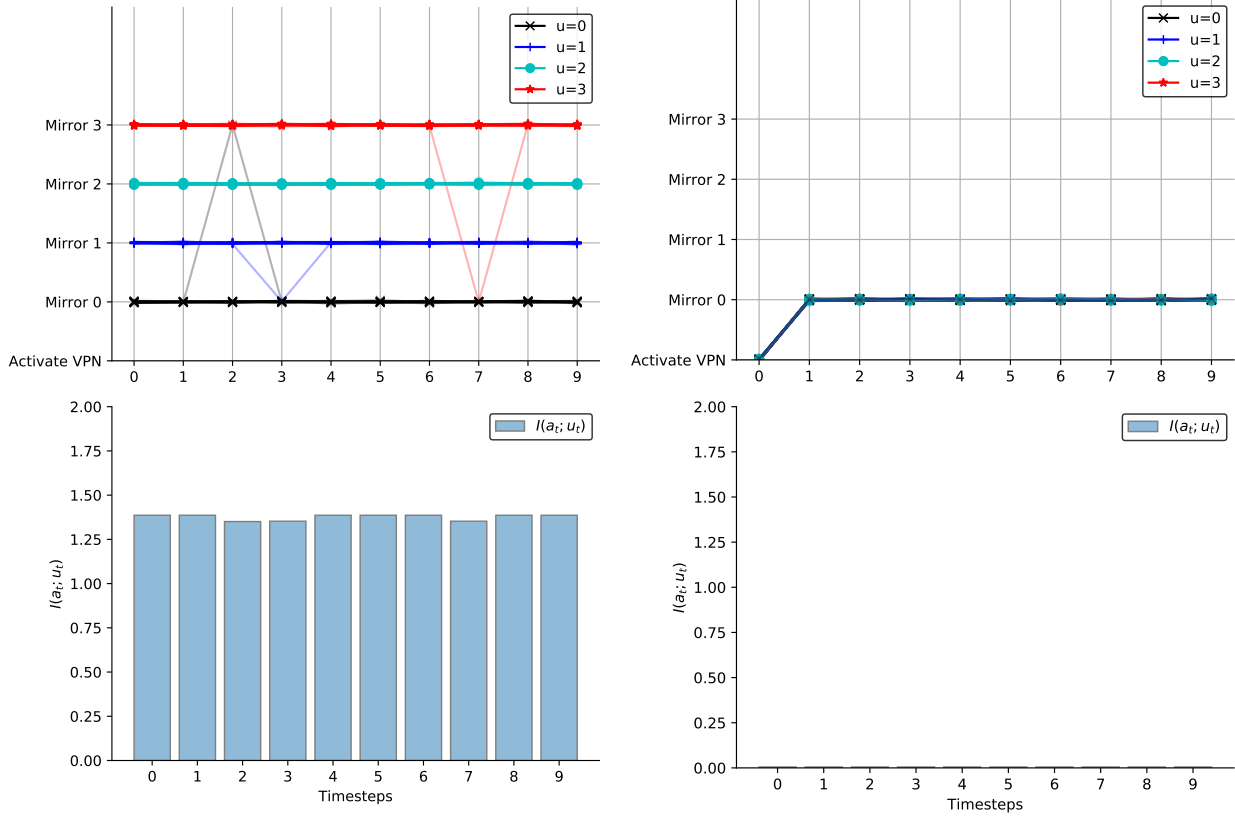 u=0
u=1
u=2
u=3
Mirror 3
Mirror 2
Mirror 1
Mirror 0
Activate VPN
0 1 2 3 4 5 6 7 8 9
u=0
u=1
u=2
u=3
Mirror 3
Mirror 2
Mirror 1
Mirror 0
Activate VPN
0 1 2 3 4 5 6 7 8 9
I(a_t; u_t)
2.00
1.75
1.50
1.25
1.00
0.75
0.50
0.25
0.00
I(a_t; u_t)
0 1 2 3 4 5 6 7 8 9
Timesteps
I(a_t; u_t)
2.00
1.75
1.50
1.25
1.00
0.75
0.50
0.25
0.00
I(a_t; u_t)
0 1 2 3 4 5 6 7 8 9
Timesteps